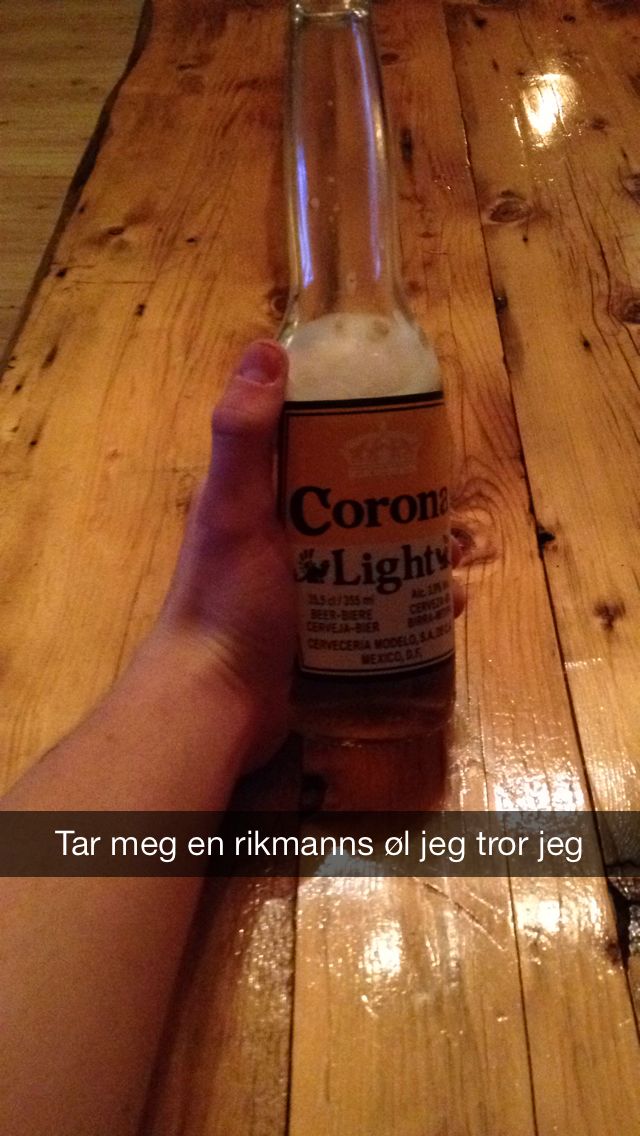 Corona
Light
35,5 cl/355 ml
BEER-BIERE
CERVEJA-BIER
CERVECERIA MODELO, S.A. DE
MEXICO, D.F.
Tar meg en rikmanns øl jeg tror jeg